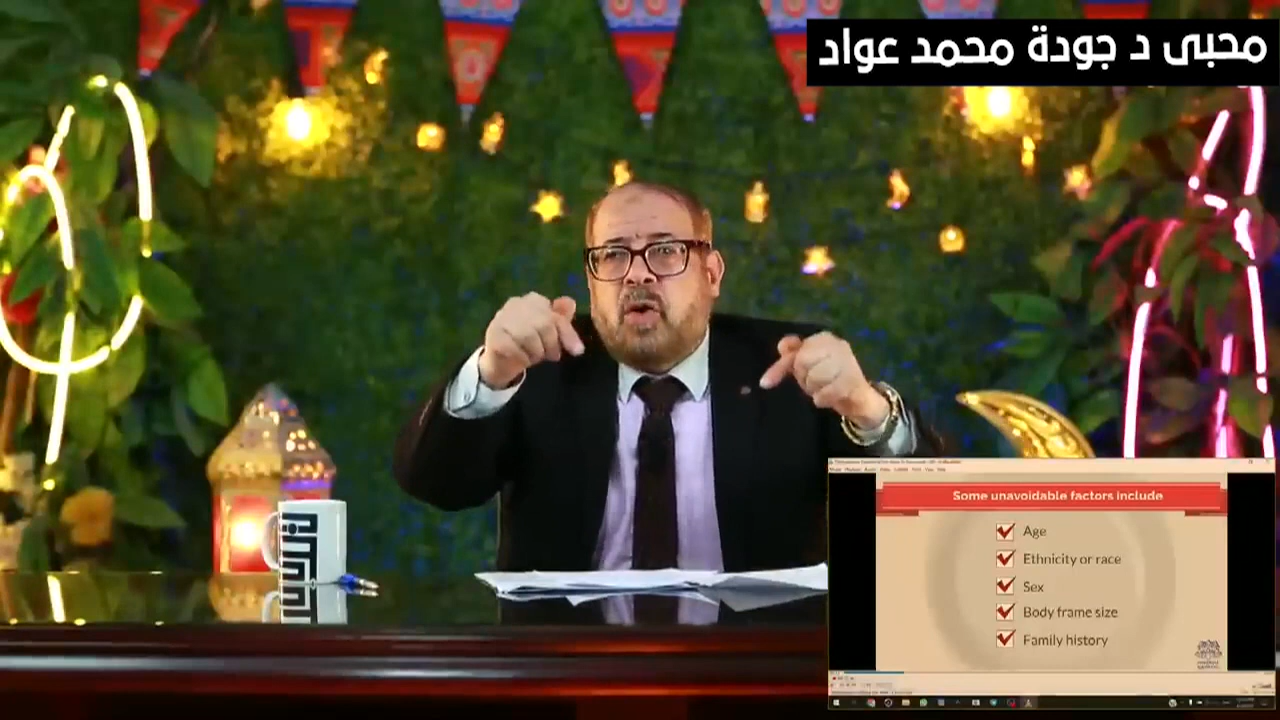 محبى د جودة محمد عواد
Some unavoidable factors include
Age
Ethnicity or race
Sex
Body frame size
Family history